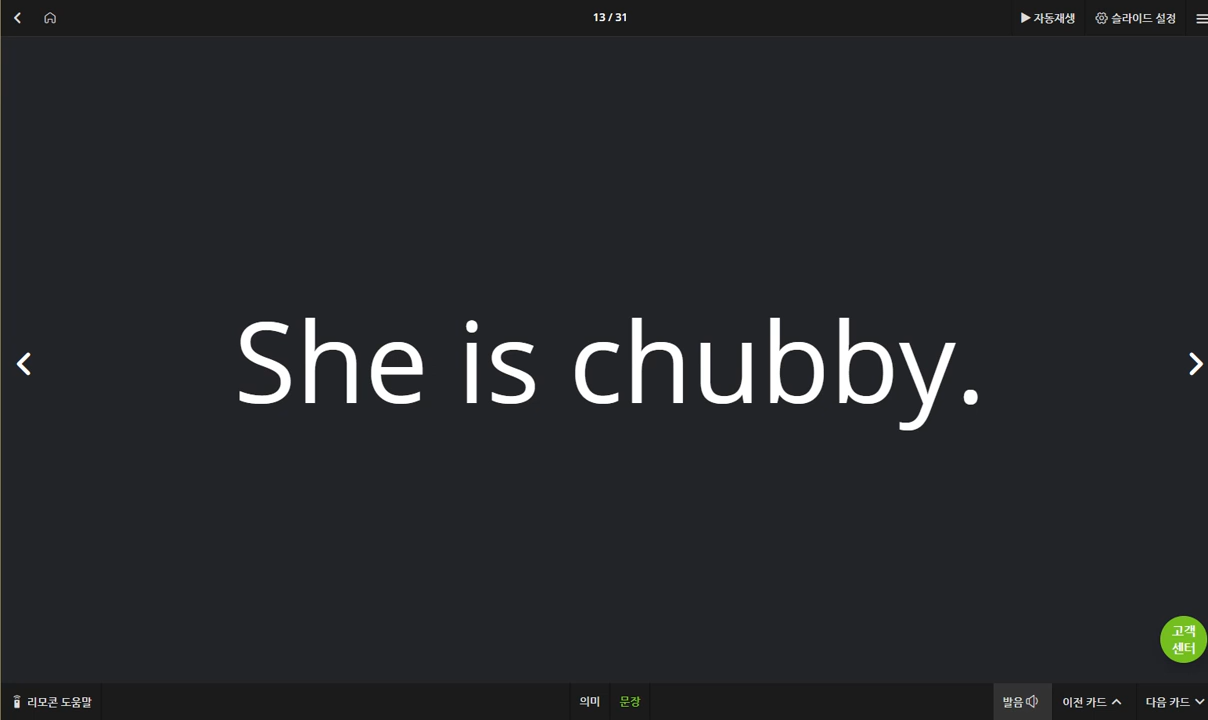 13 / 31
자동재생
슬라이드 설정
She is chubby.
고객
센터
리모콘 도움말
의미
문장
발음
이전 카드
다음 카드